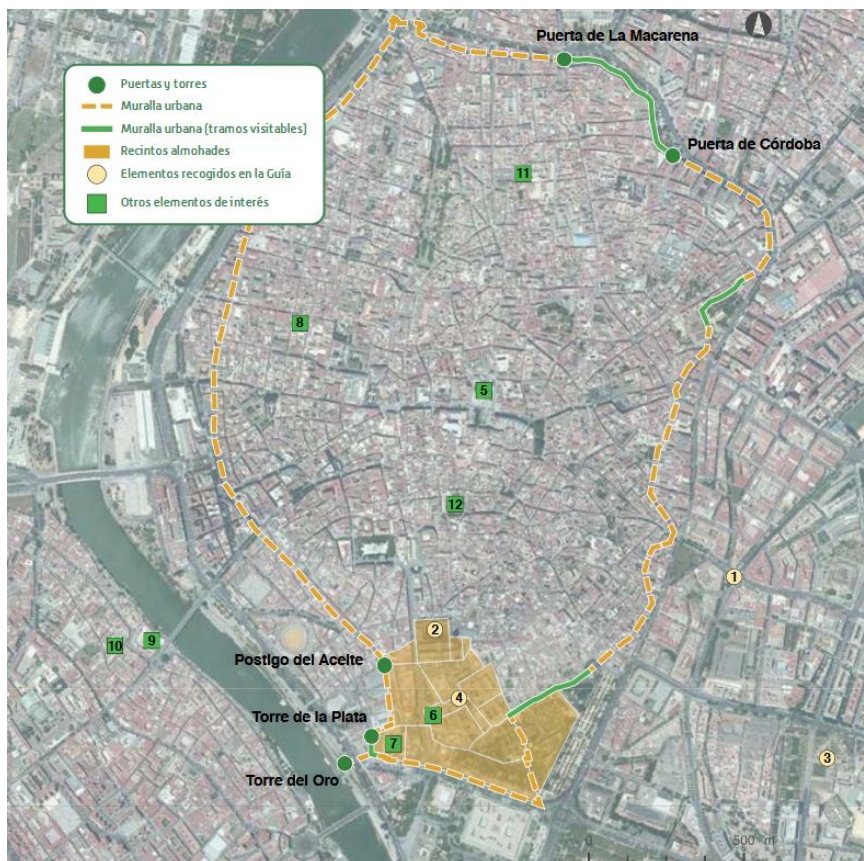 Puerta de La Macarena
Puertas y torres
Muralla urbana
Muralla urbana (tramos visitables)
Recintos almohades
Elementos recogidos en la Guía
Otros elementos de interés
Puerta de Córdoba
11
8
5
12
1
10
9
2
Postigo del Aceite
4
6
Torre de la Plata
7
3
Torre del Oro
0
500 m